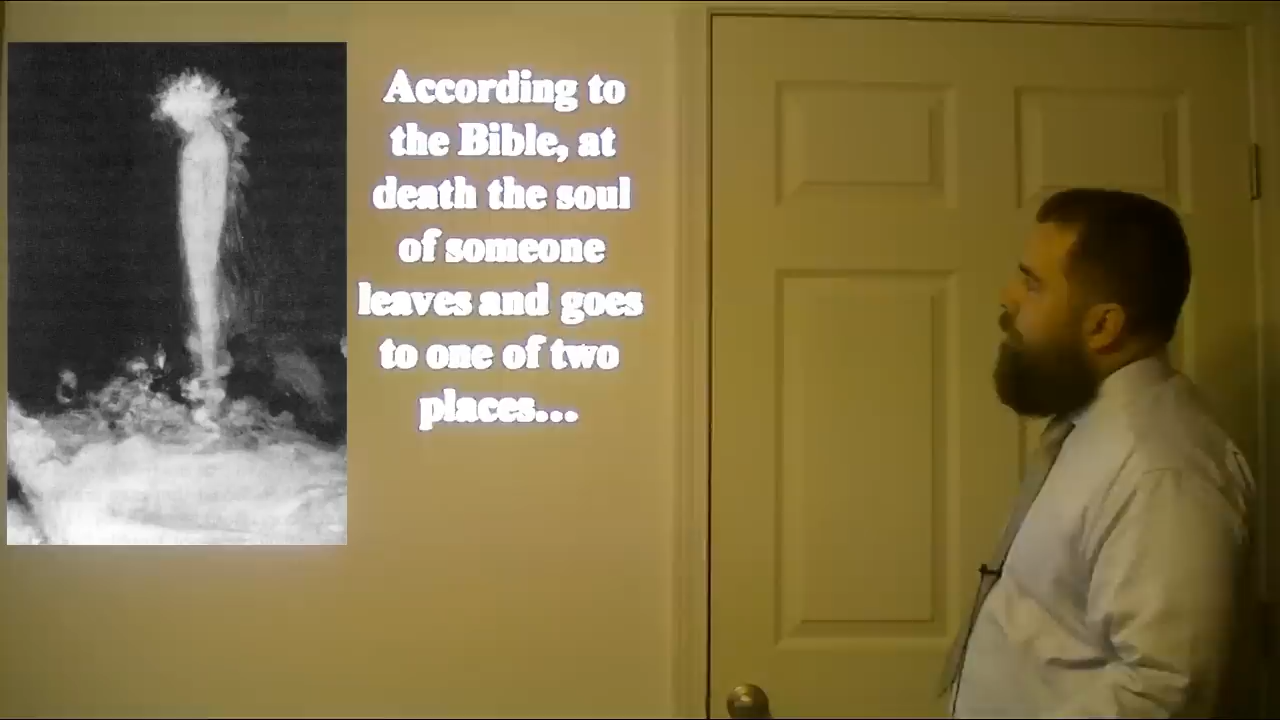 According to
the Bible, at
death the soul
of someone
leaves and goes
to one of two
places...